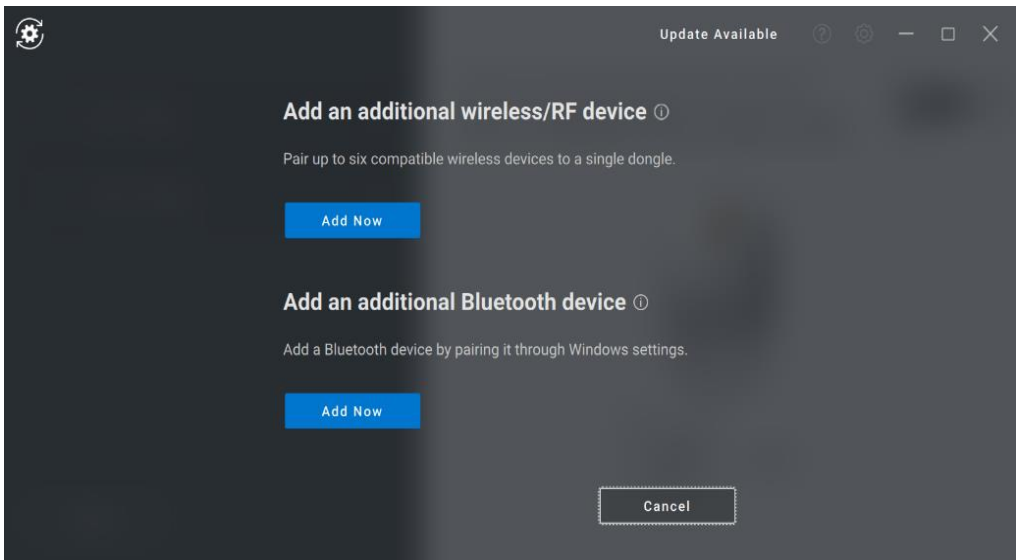 Update Available
Add an additional wireless/RF device
Pair up to six compatible wireless devices to a single dongle.
Add Now
Add an additional Bluetooth device
Add a Bluetooth device by pairing it through Windows settings.
Add Now
Cancel